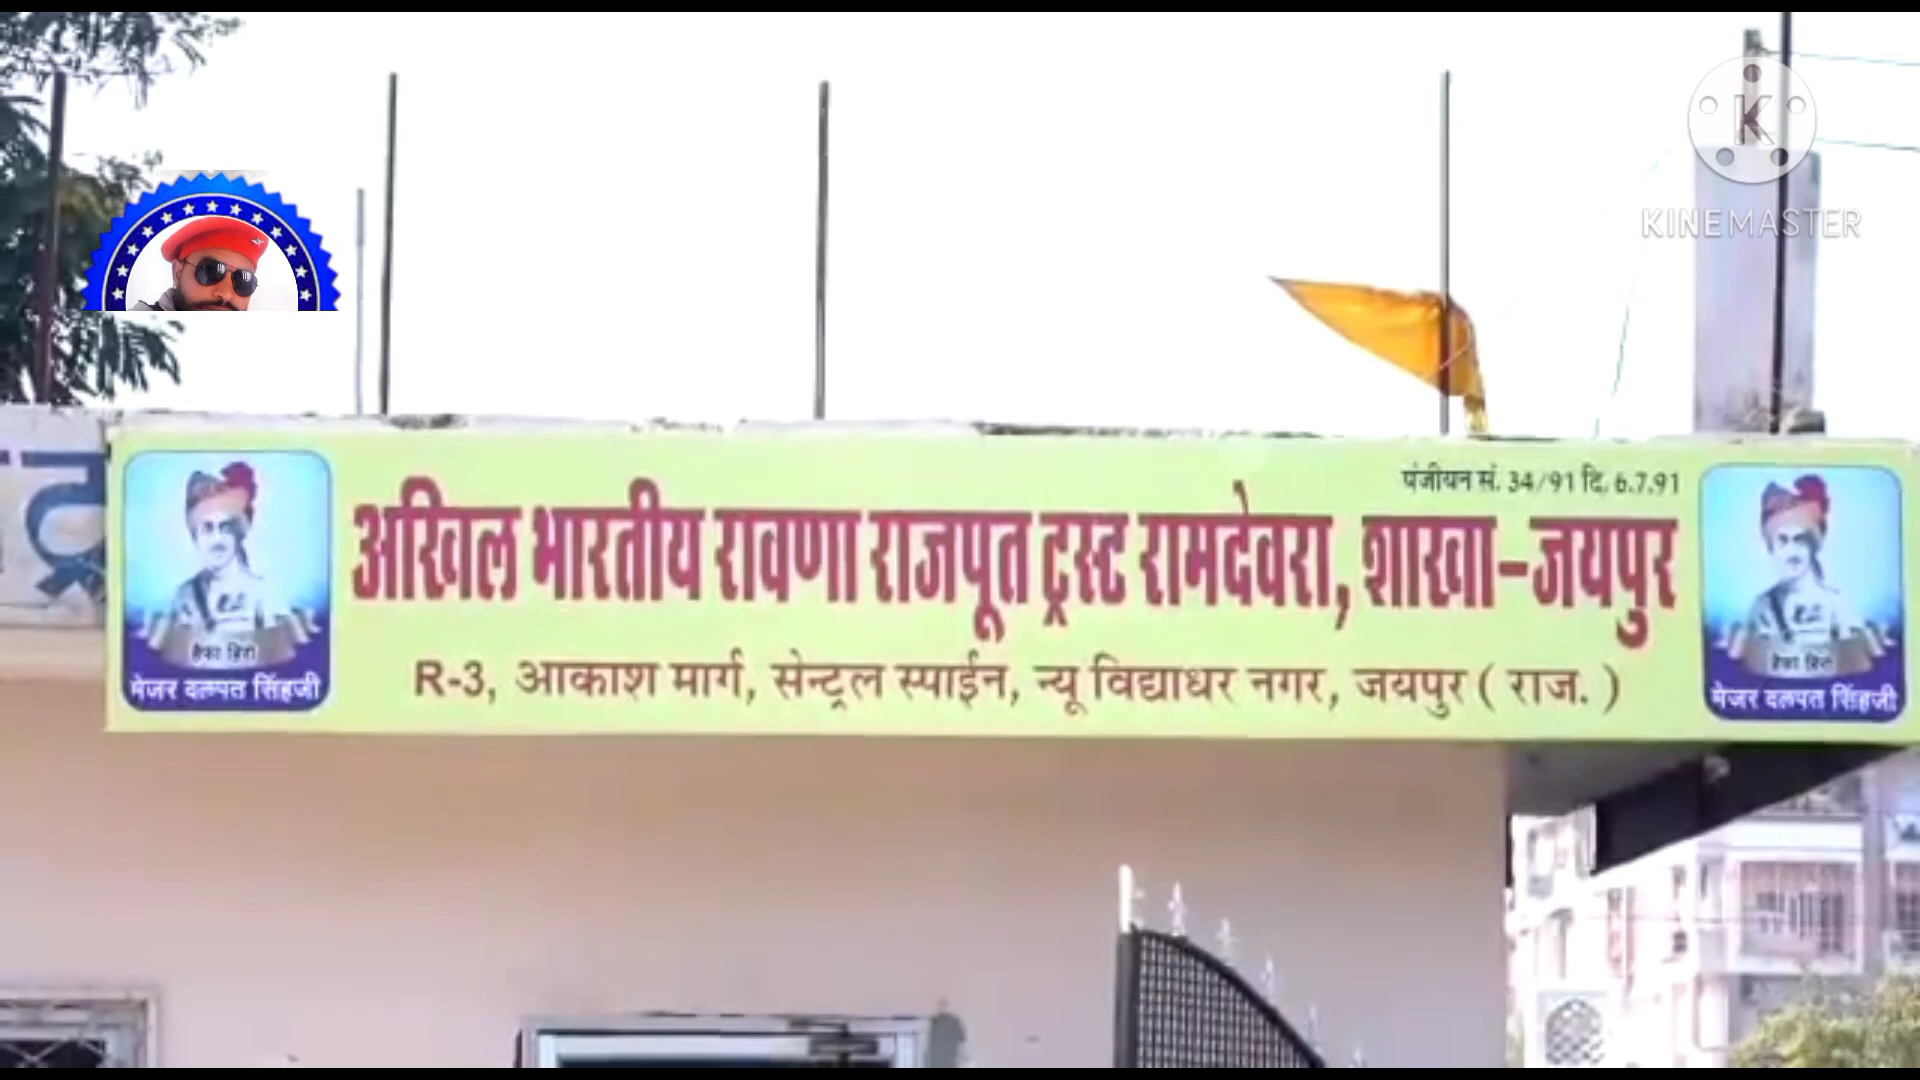 KINEMASTER
पंजीयन सं. 34/91 दि. 6.7.91
अखिल भारतीय रावणा राजपूत ट्रस्ट रामदेवरा, शाखा-जयपुर
R-3, आकाश मार्ग, सेन्ट्रल स्पाईन, न्यू विद्याधर नगर, जयपुर ( राज. )
हैफा हिरो
मेजर दलपत सिंहजी
हैफा हिरो
मेजर दलपत सिंहजी
ट्र